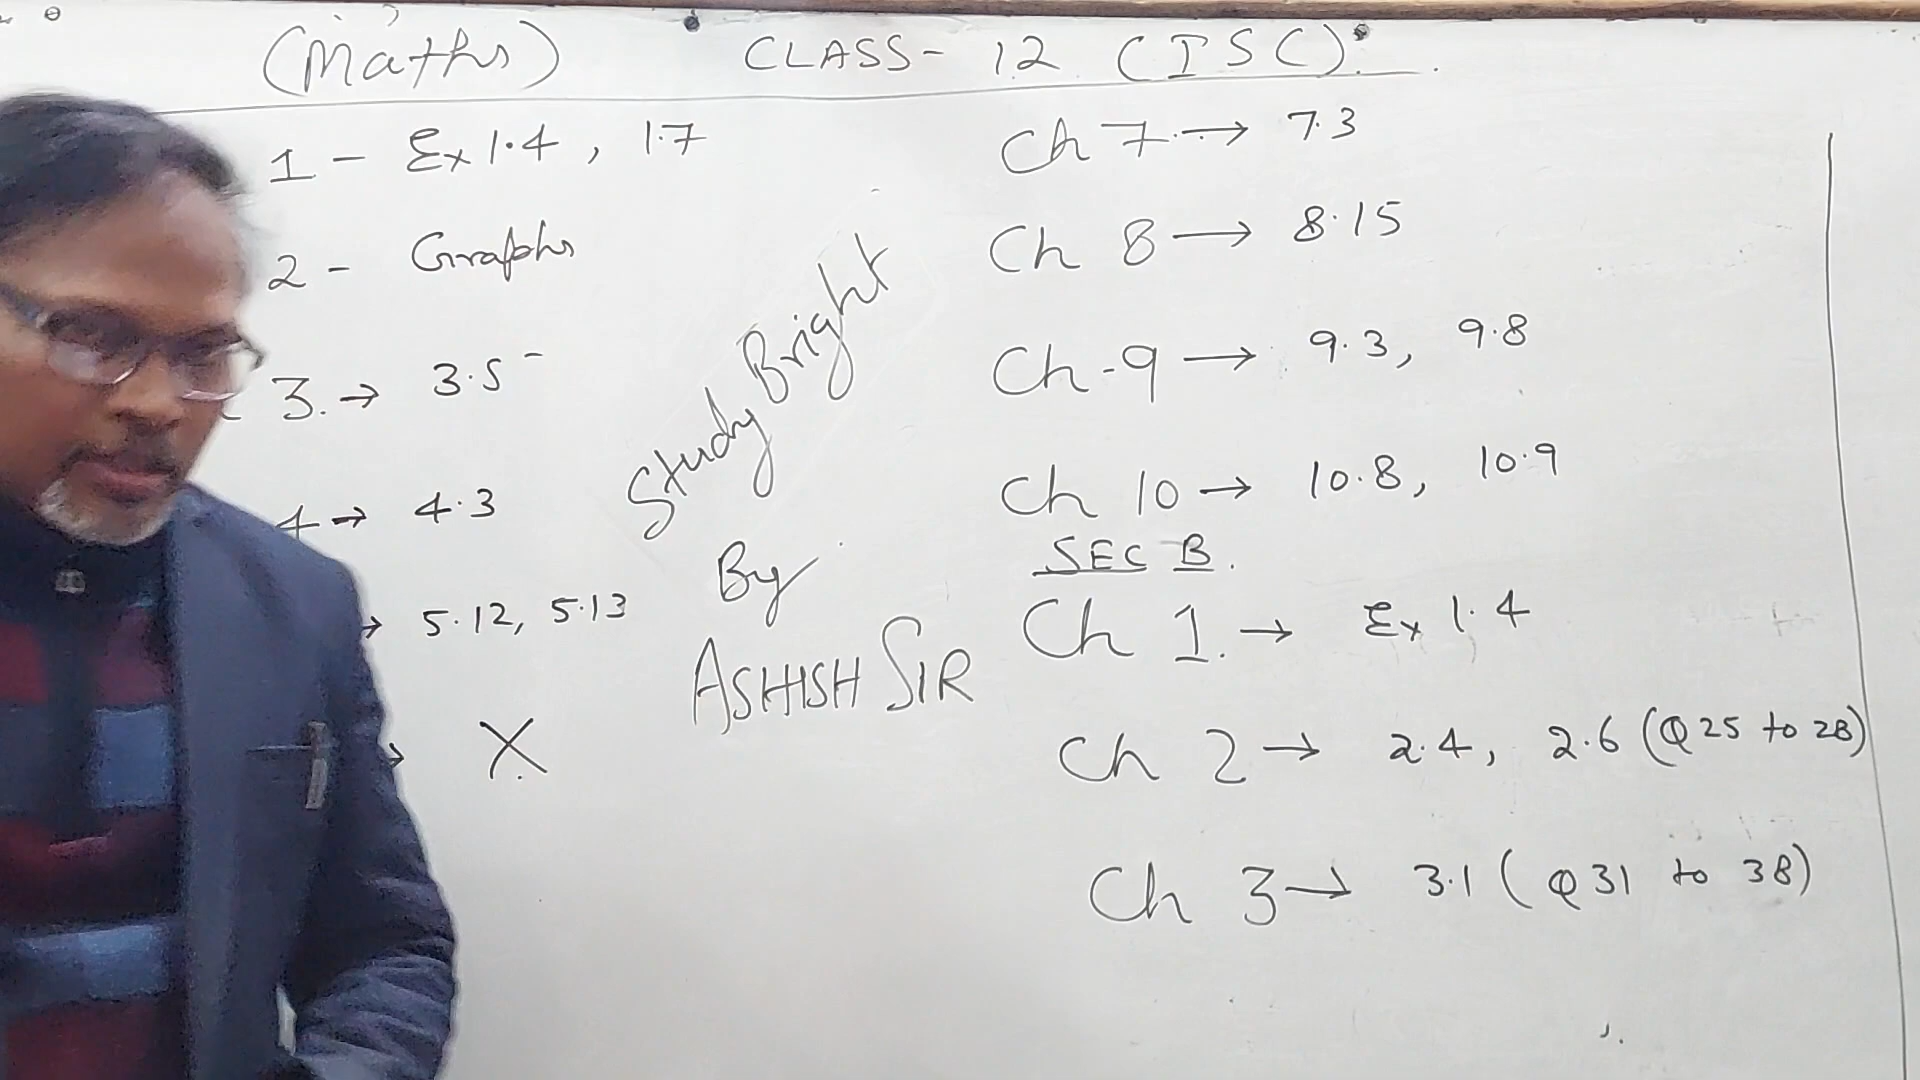 (Maths) CLASS- 12 (ISC)
1 - Ex 1.4, 1.7
2 - Graphs
3. → 3.5 -
4 → 4.3
→ 5.12, 5.13
→ X
Study Bright
By
ASHISH SIR
Ch 7 → 7.3
Ch 8 → 8.15
Ch-9 → 9.3, 9.8
Ch 10 → 10.8, 10.9
SEC B.
Ch 1. → Ex 1.4
Ch 2 → 2.4, 2.6 (Q 25 to 28)
Ch 3 → 3.1 (Q 31 to 38)